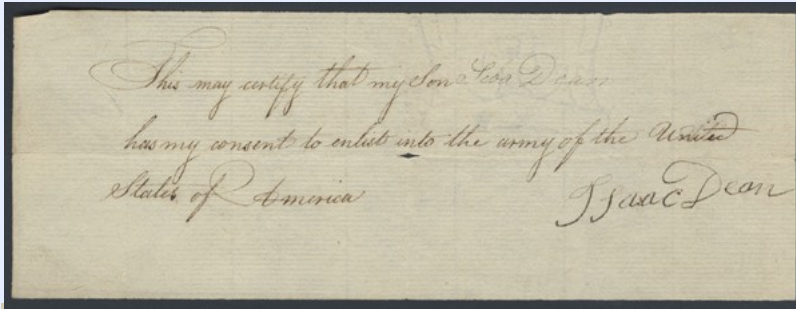 This may certify that my Son Dean
has my consent to enlist into the army of the United
States of America
Isaac Dean